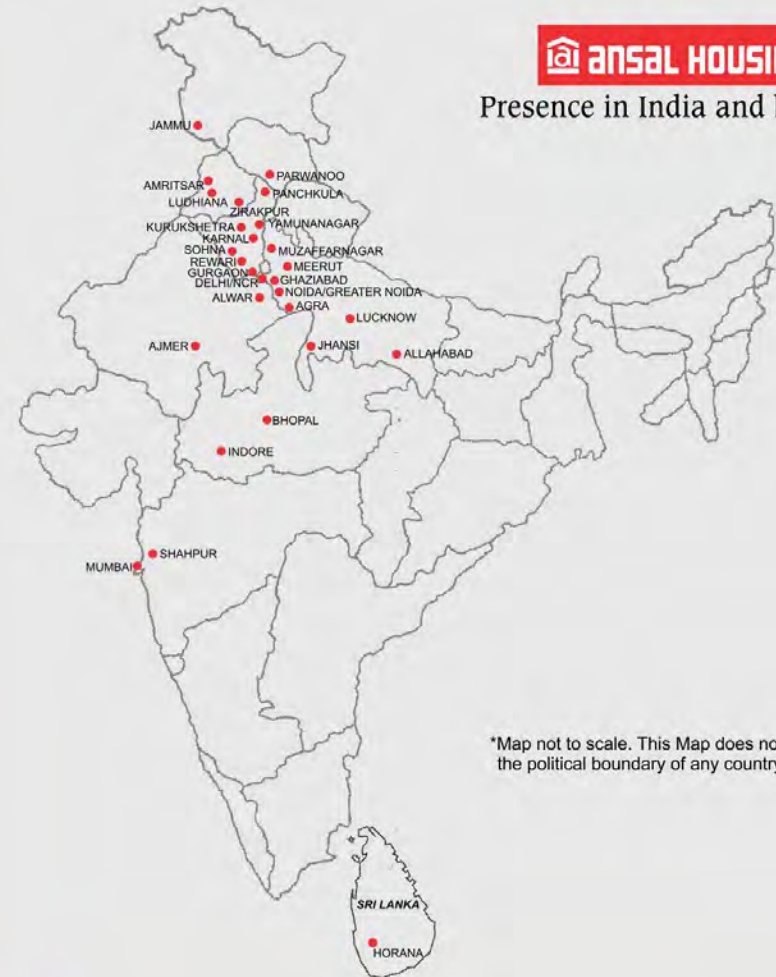 ansal HOUSI
Presence in India and
JAMMU
PARWANOO
AMRITSAR
PANCHKULA
LUDHIANA
ZIRAKPUR
KURUKSHETRA
YAMUNANAGAR
KARNAL
SOHNA
MUZAFFARNAGAR
REWARI
MEERUT
GURGAON
DELHI/NCR
GHAZIABAD
NOIDA/GREATER NOIDA
ALWAR
AGRA
LUCKNOW
AJMER
JHANSI
ALLAHABAD
BHOPAL
INDORE
SHAHPUR
MUMBAI
*Map not to scale. This Map does no
the political boundary of any country
SRI LANKA
HORANA